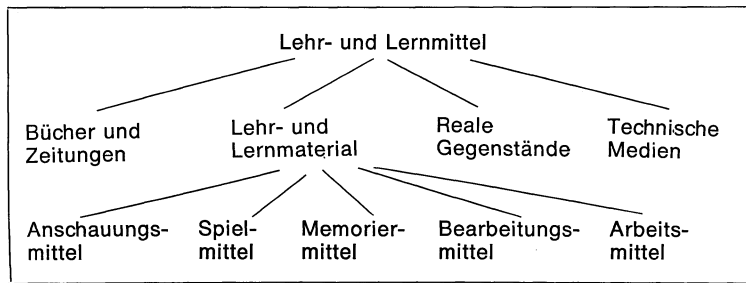 Lehr- und Lernmittel
Bücher und Zeitungen
Lehr- und Lernmaterial
Reale Gegenstände
Technische Medien
Anschauungs-
mittel
Spiel-
mittel
Memorier-
mittel
Bearbeitungs-
mittel
Arbeits-
mittel